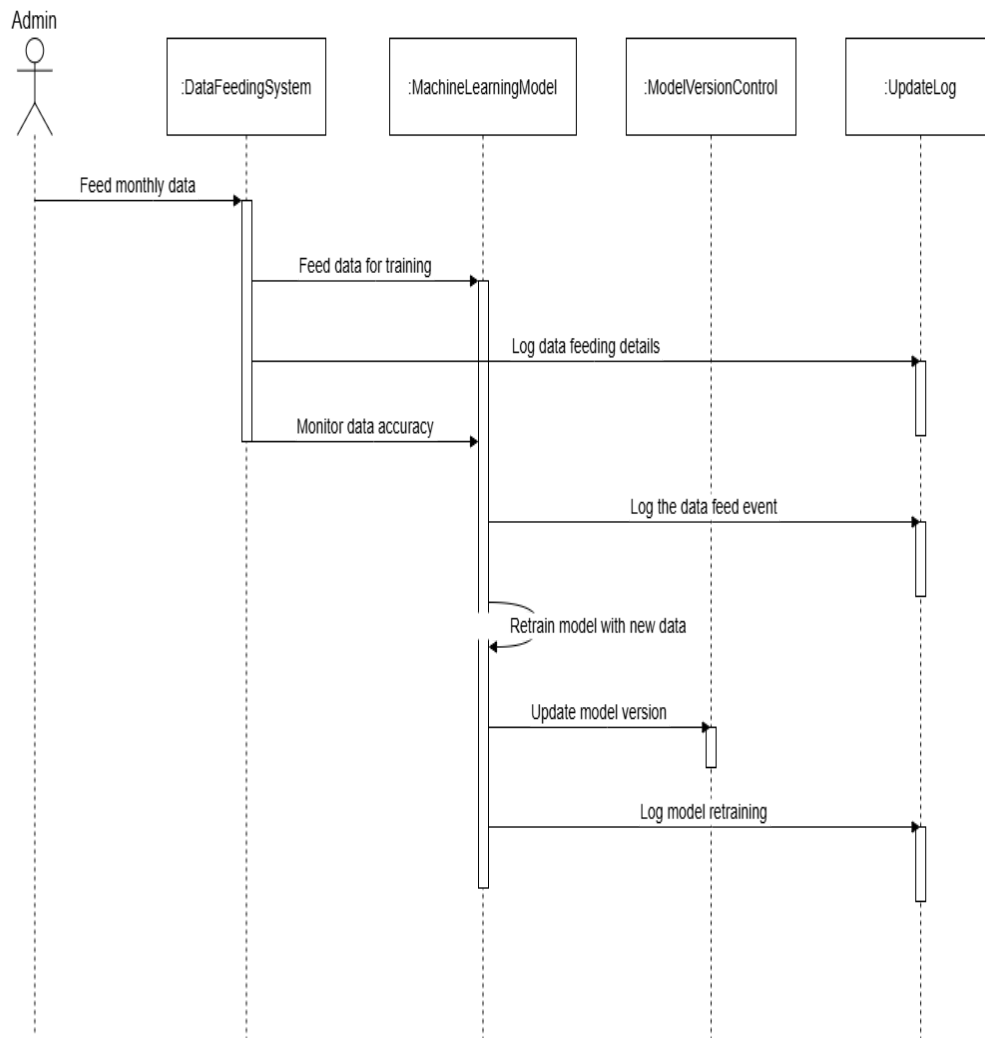 Admin
:DataFeedingSystem
:MachineLearningModel
:ModelVersionControl
:UpdateLog
Feed monthly data
Feed data for training
Log data feeding details
Monitor data accuracy
Log the data feed event
Retrain model with new data
Update model version
Log model retraining